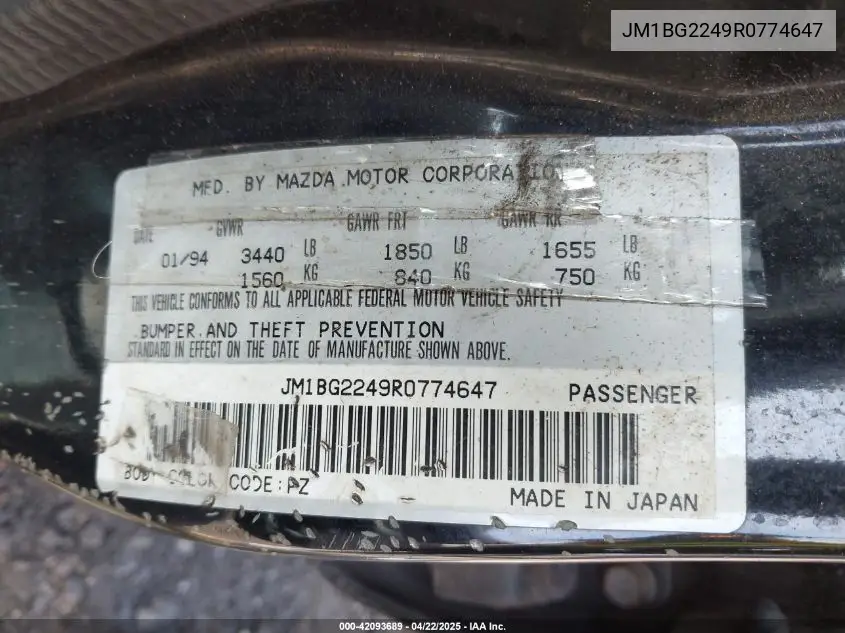 JM1BG2249R0774647
MFD. BY MAZDA MOTOR CORPORATION
DATE GVWR GAWR FRT GAWR RR
01/94 3440 LB 1850 LB 1655 LB
1560 KG 840 KG 750 KG
THIS VEHICLE CONFORMS TO ALL APPLICABLE FEDERAL MOTOR VEHICLE SAFETY
BUMPER AND THEFT PREVENTION
STANDARD IN EFFECT ON THE DATE OF MANUFACTURE SHOWN ABOVE.
JM1BG2249R0774647 PASSENGER
BODY COLOR CODE: PZ
MADE IN JAPAN
000-42093689 - 04/22/2025 - IAA Inc.